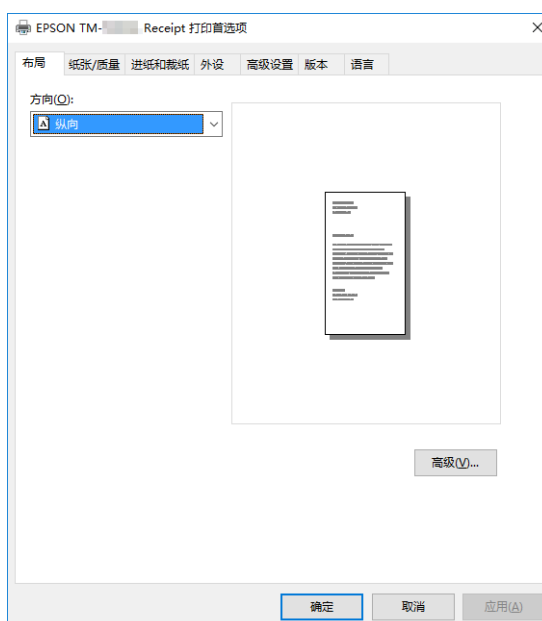 EPSON TM- Receipt 打印首选项
布局 纸张/质量 进纸和裁纸 外设 高级设置 版本 语言
方向(O):
纵向
高级(V)...
确定 取消 应用(A)